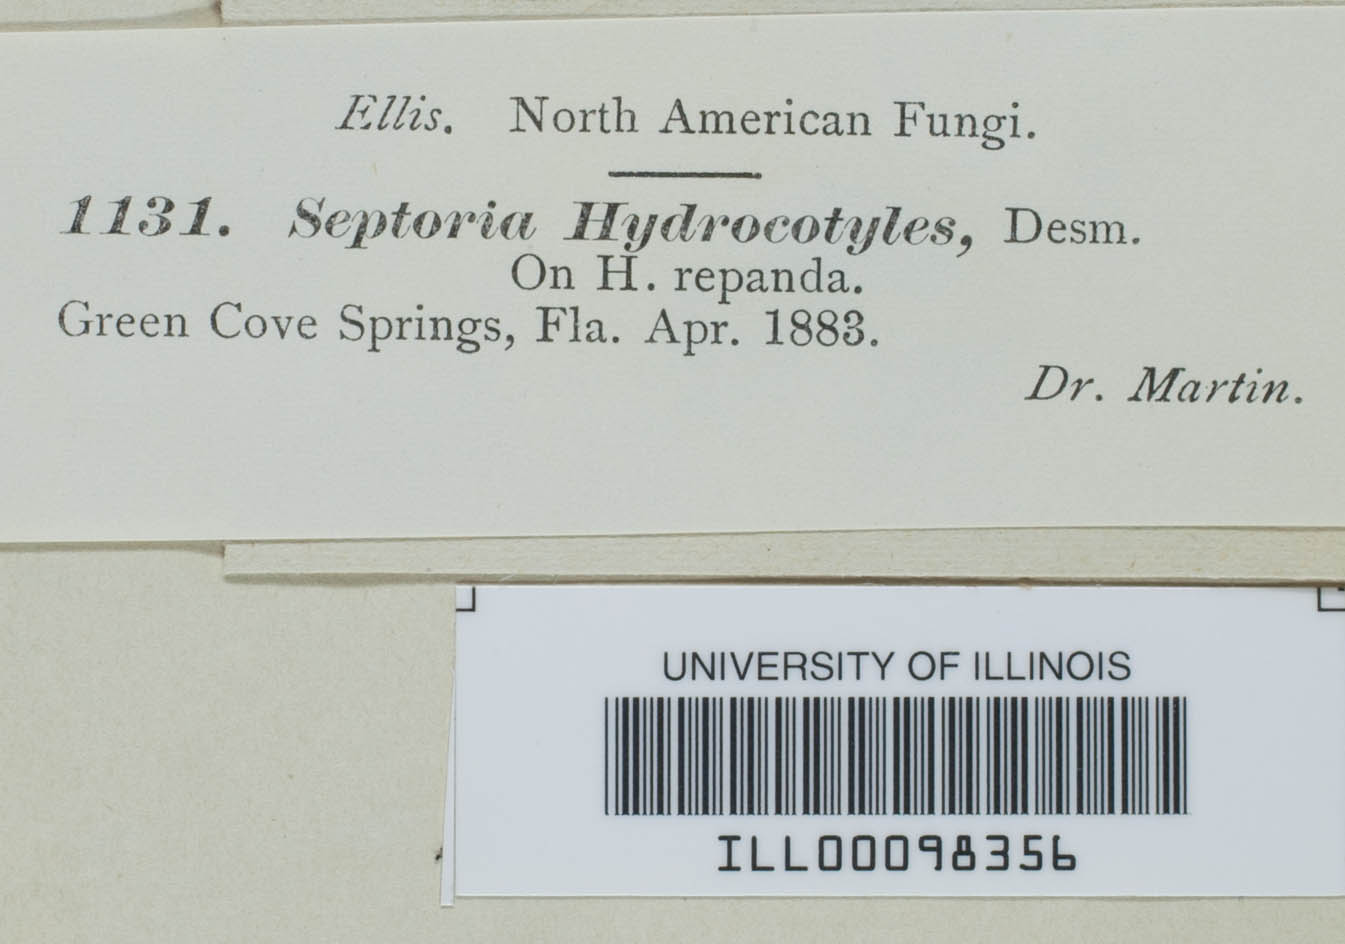 Ellis. North American Fungi.
1131. Septoria Hydrocotyles, Desm.
On H. repanda.
Green Cove Springs, Fla. Apr. 1883.
Dr. Martin.
UNIVERSITY OF ILLINOIS
ILL00098356